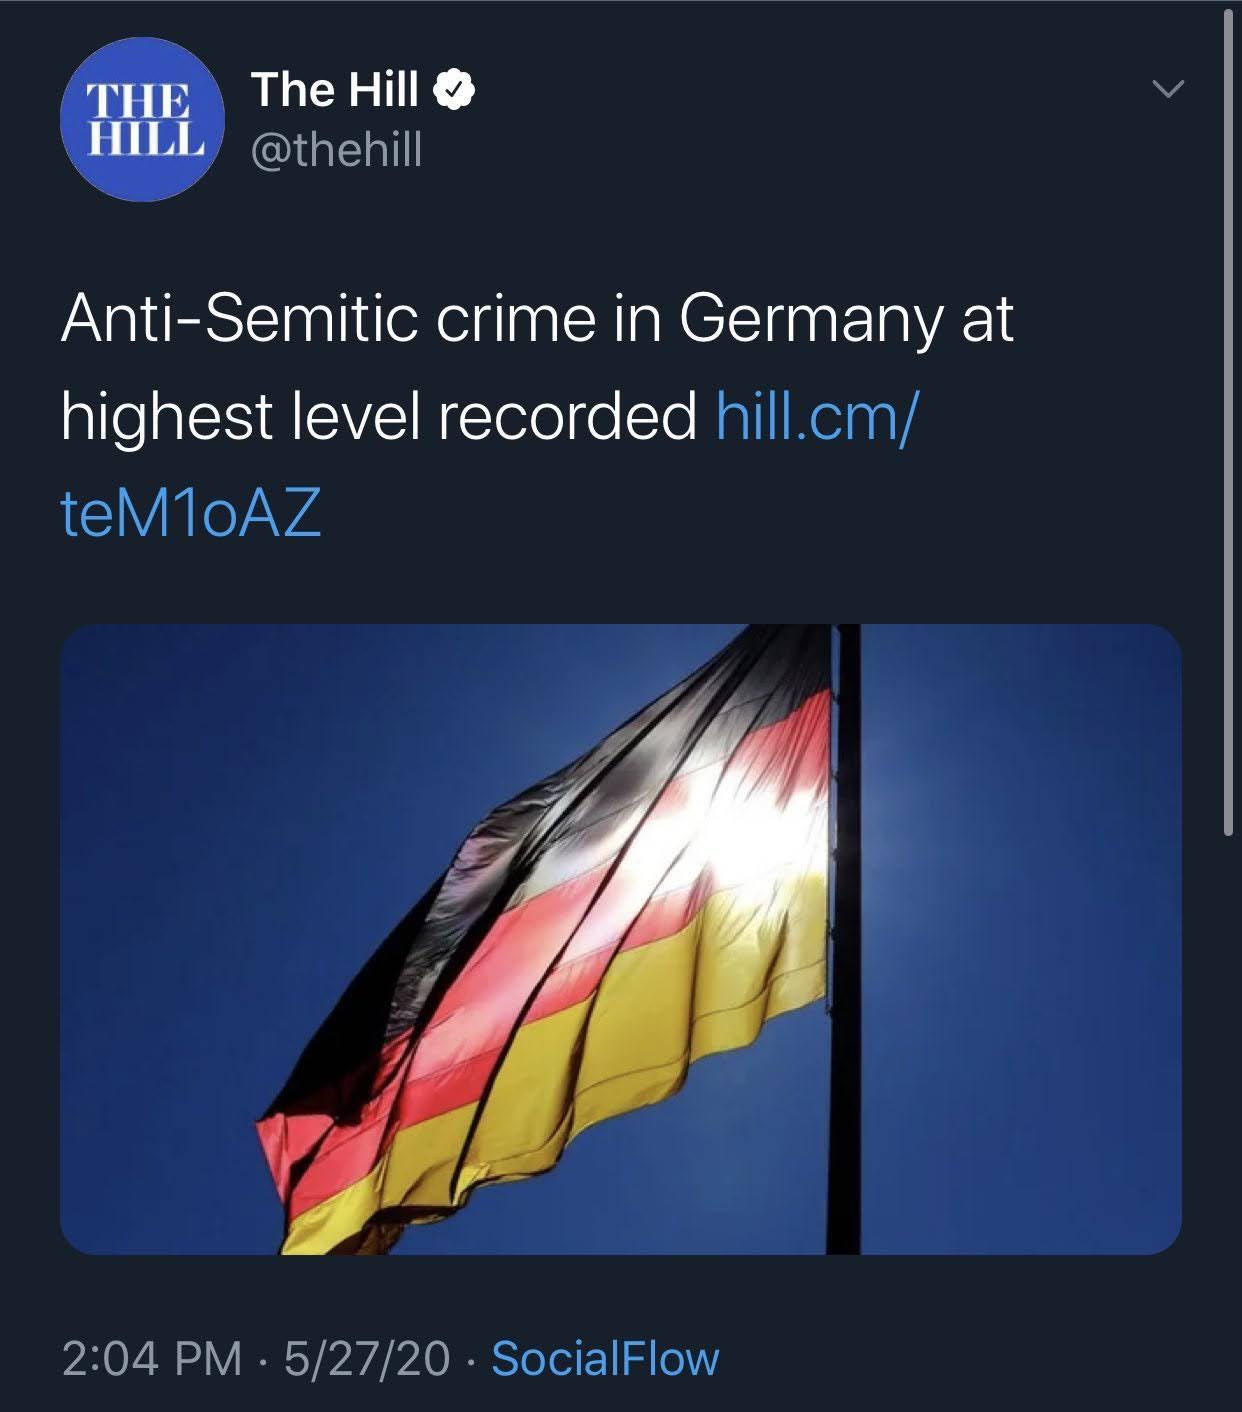 THE
HILL
The Hill
@thehill
Anti-Semitic crime in Germany at
highest level recorded hill.cm/
teM1oAZ
2:04 PM · 5/27/20 · SocialFlow